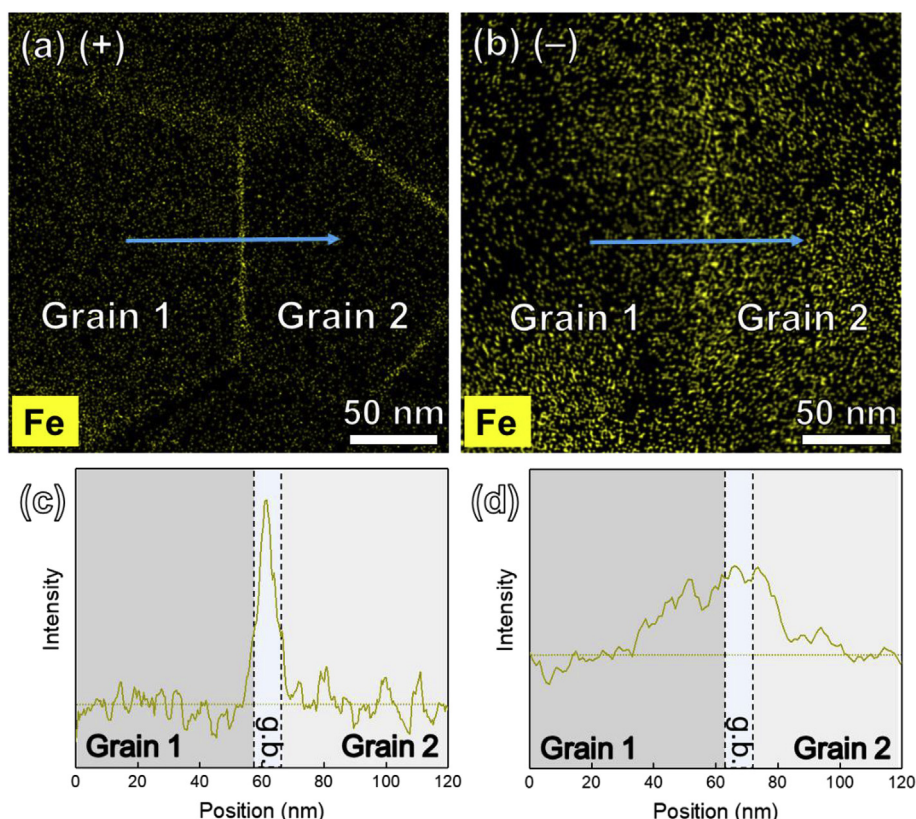 (a) (+)
Grain 1
Grain 2
Fe
50 nm
(b) (–)
Grain 1
Grain 2
Fe
50 nm
(c)
Intensity
Grain 1
g.b.
Grain 2
0 20 40 60 80 100 120
Position (nm)
(d)
Intensity
Grain 1
g.b.
Grain 2
0 20 40 60 80 100 120
Position (nm)